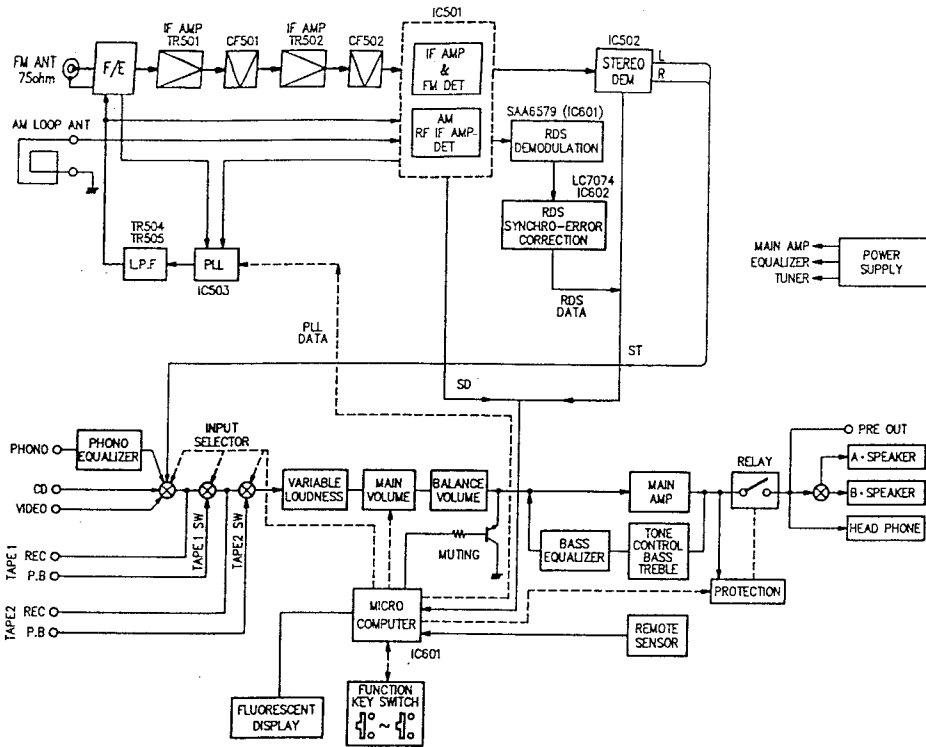 IF AMP
TR501
CF501
IF AMP
TR502
CF502
IC501
IC502
FM ANT
75ohm
F/E
IF AMP
&
FM DET
STEREO
DEM
L
R
AM LOOP ANT
AM
RF IF AMP-
DET
SAA6579 (IC601)
RDS
DEMODULATION
LC7074
IC602
RDS
SYNCHRO-ERROR
CORRECTION
TR504
TR505
L.P.F
PLL
IC503
MAIN AMP
EQUALIZER
TUNER
POWER
SUPPLY
RDS
DATA
PLL
DATA
ST
SD
PHONO
PHONO
EQUALIZER
INPUT
SELECTOR
PRE OUT
CD
VIDEO
VARIABLE
LOUDNESS
MAIN
VOLUME
BALANCE
VOLUME
MAIN
AMP
RELAY
A·SPEAKER
B·SPEAKER
HEAD PHONE
TAPE1 SW
TAPE2 SW
MUTING
BASS
EQUALIZER
TONE
CONTROL
BASS
TREBLE
PROTECTION
TAPE1
REC
P.B
TAPE2
REC
P.B
MICRO
COMPUTER
IC601
REMOTE
SENSOR
FLUORESCENT
DISPLAY
FUNCTION
KEY SWITCH
~